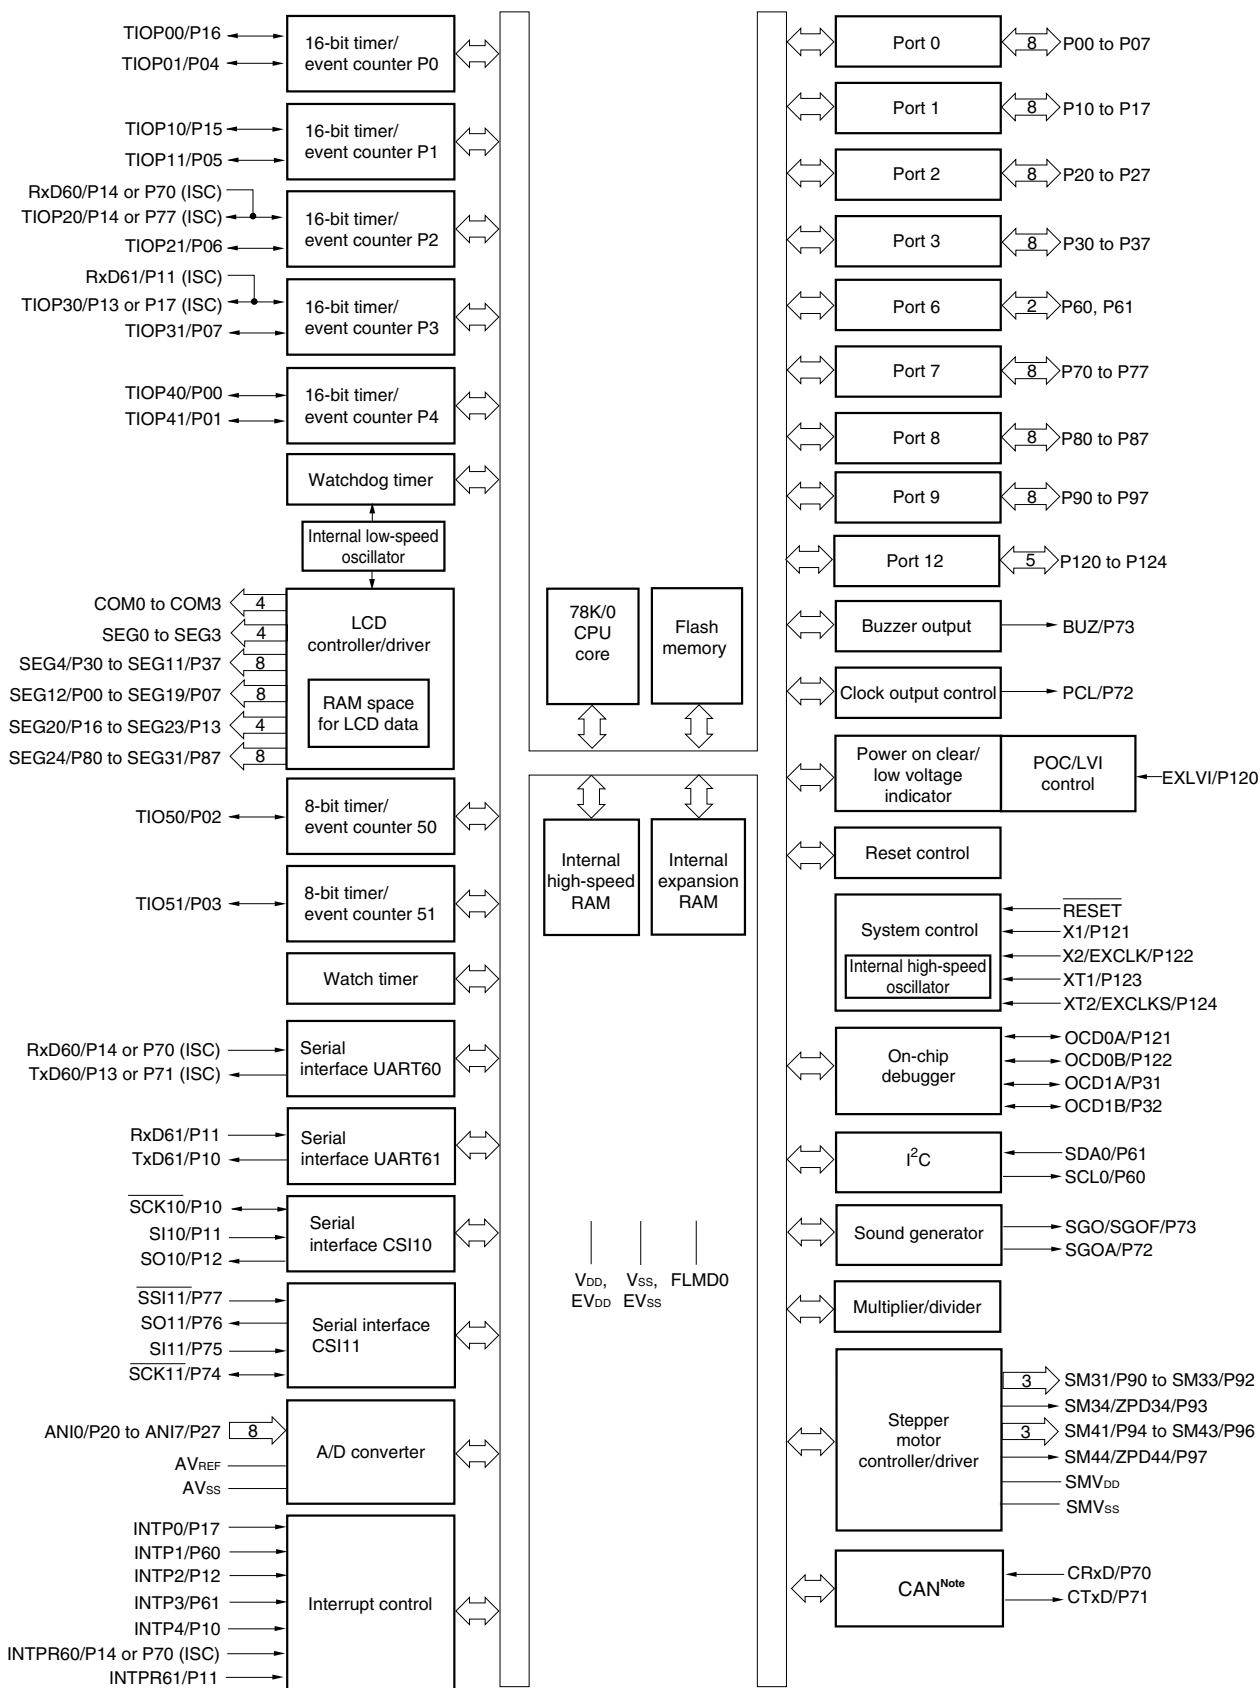 TIOP00/P16
TIOP01/P04
16-bit timer/
event counter P0
TIOP10/P15
TIOP11/P05
16-bit timer/
event counter P1
RxD60/P14 or P70 (ISC)
TIOP20/P14 or P77 (ISC)
TIOP21/P06
16-bit timer/
event counter P2
RxD61/P11 (ISC)
TIOP30/P13 or P17 (ISC)
TIOP31/P07
16-bit timer/
event counter P3
TIOP40/P00
TIOP41/P01
16-bit timer/
event counter P4
Watchdog timer
Internal low-speed
oscillator
COM0 to COM3
4
SEG0 to SEG3
4
SEG4/P30 to SEG11/P37
8
SEG12/P00 to SEG19/P07
8
SEG20/P16 to SEG23/P13
4
SEG24/P80 to SEG31/P87
8
LCD
controller/driver
RAM space
for LCD data
TIO50/P02
8-bit timer/
event counter 50
TIO51/P03
8-bit timer/
event counter 51
Watch timer
RxD60/P14 or P70 (ISC)
TxD60/P13 or P71 (ISC)
Serial
interface UART60
RxD61/P11
TxD61/P10
Serial
interface UART61
SCK10/P10
SI10/P11
SO10/P12
Serial
interface CSI10
SSI11/P77
SO11/P76
SI11/P75
SCK11/P74
Serial interface
CSI11
ANI0/P20 to ANI7/P27
8
AVREF
AVSS
A/D converter
INTP0/P17
INTP1/P60
INTP2/P12
INTP3/P61
INTP4/P10
INTPR60/P14 or P70 (ISC)
INTPR61/P11
Interrupt control
78K/0
CPU
core
Flash
memory
Internal
high-speed
RAM
Internal
expansion
RAM
VDD,
EVDD
VSS,
EVSS
FLMD0
Port 0
8
P00 to P07
Port 1
8
P10 to P17
Port 2
8
P20 to P27
Port 3
8
P30 to P37
Port 6
2
P60, P61
Port 7
8
P70 to P77
Port 8
8
P80 to P87
Port 9
8
P90 to P97
Port 12
5
P120 to P124
Buzzer output
BUZ/P73
Clock output control
PCL/P72
Power on clear/
low voltage
indicator
POC/LVI
control
EXLVI/P120
Reset control
System control
Internal high-speed
oscillator
RESET
X1/P121
X2/EXCLK/P122
XT1/P123
XT2/EXCLKS/P124
On-chip
debugger
OCD0A/P121
OCD0B/P122
OCD1A/P31
OCD1B/P32
I2C
SDA0/P61
SCL0/P60
Sound generator
SGO/SGOF/P73
SGOA/P72
Multiplier/divider
Stepper
motor
controller/driver
3
SM31/P90 to SM33/P92
SM34/ZPD34/P93
3
SM41/P94 to SM43/P96
SM44/ZPD44/P97
SMVDD
SMVSS
CANNote
CRxD/P70
CTxD/P71